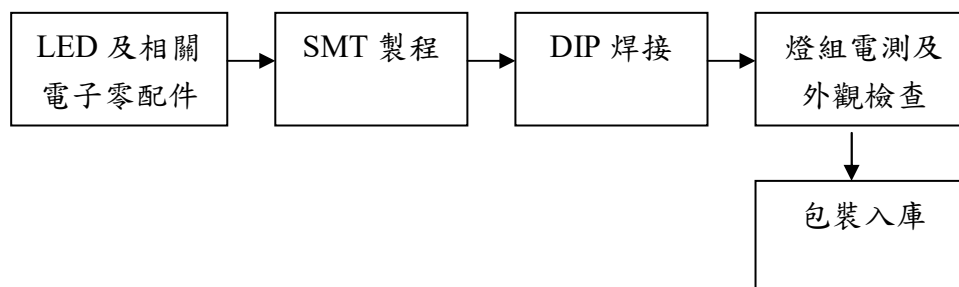 LED 及相關
電子零配件
SMT 製程
DIP 焊接
燈組電測及
外觀檢查
包裝入庫